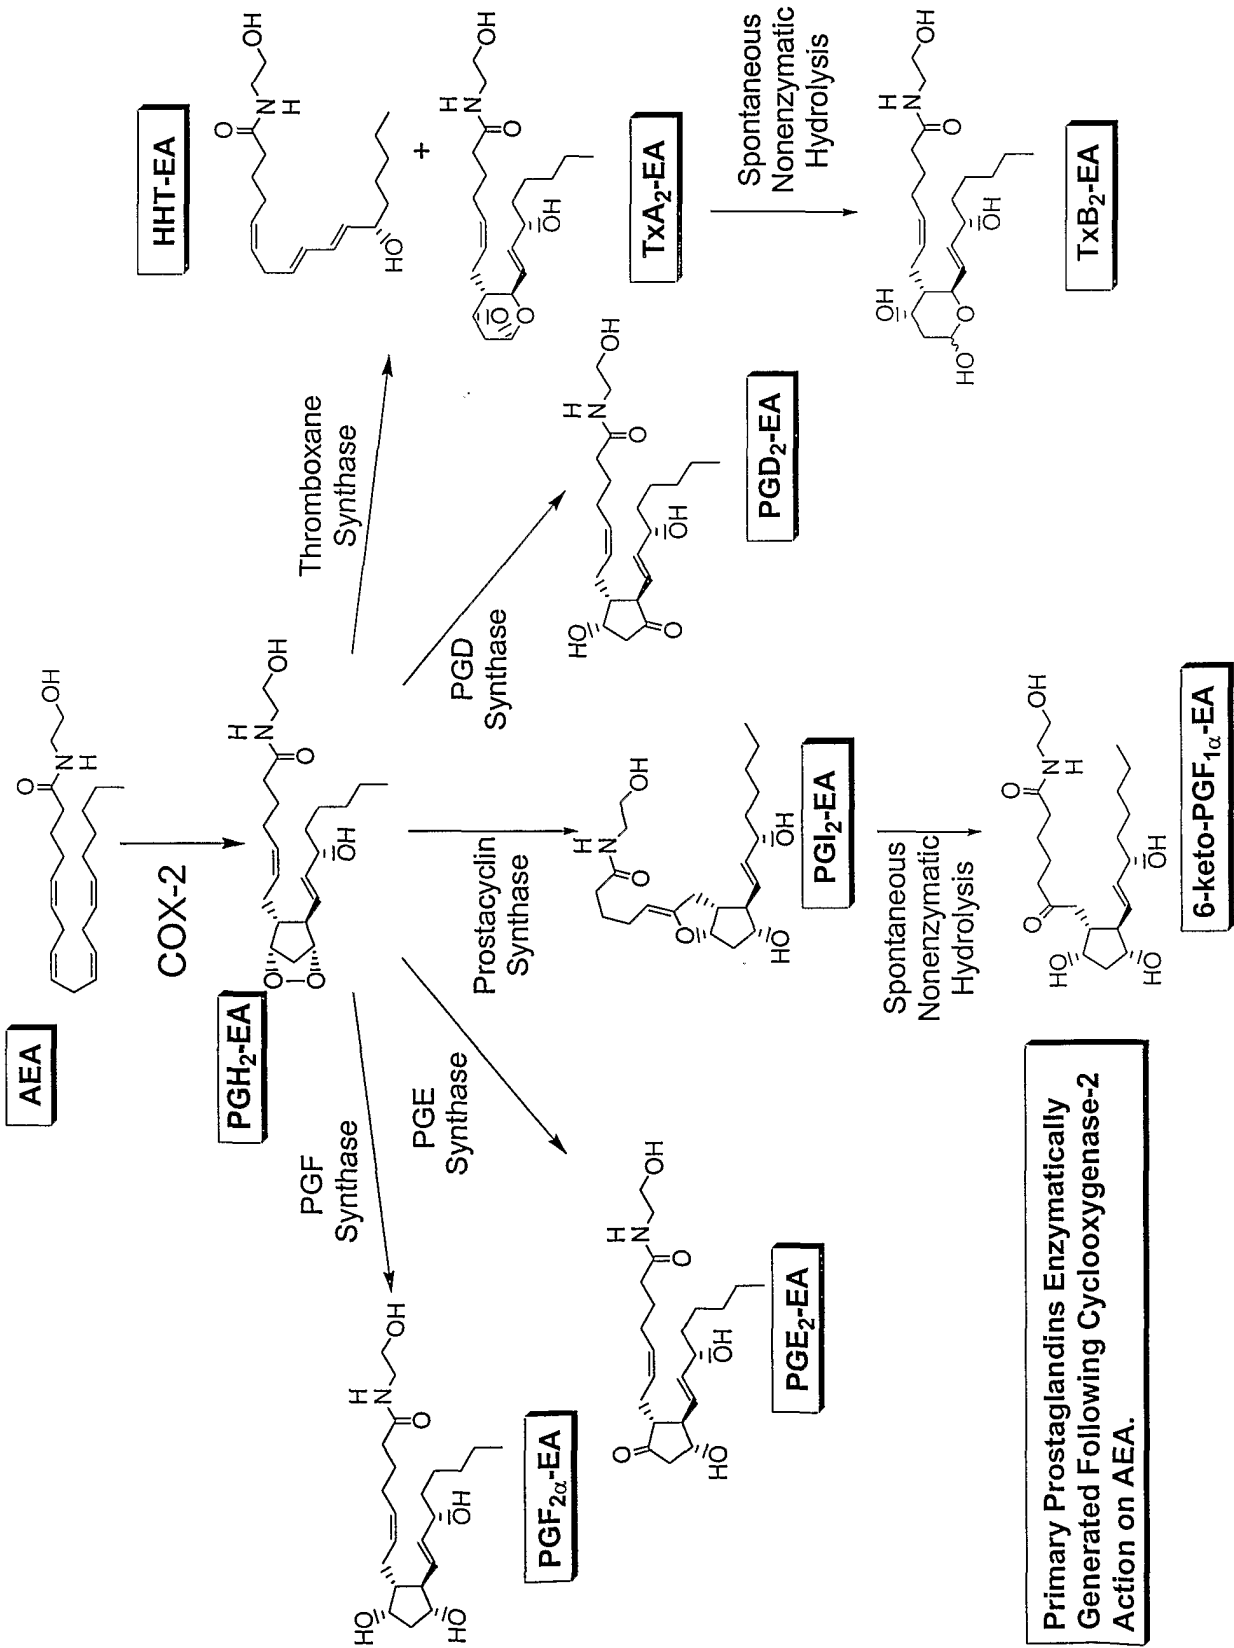 AEA
COX-2
PGH2-EA
PGF
Synthase
PGE
Synthase
Prostacyclin
Synthase
PGD
Synthase
Thromboxane
Synthase
PGF2α-EA
PGE2-EA
PGI2-EA
PGD2-EA
HHT-EA
+
TxA2-EA
Spontaneous
Nonenzymatic
Hydrolysis
6-keto-PGF1α-EA
Spontaneous
Nonenzymatic
Hydrolysis
TxB2-EA
Primary Prostaglandins Enzymatically
Generated Following Cyclooxygenase-2
Action on AEA.